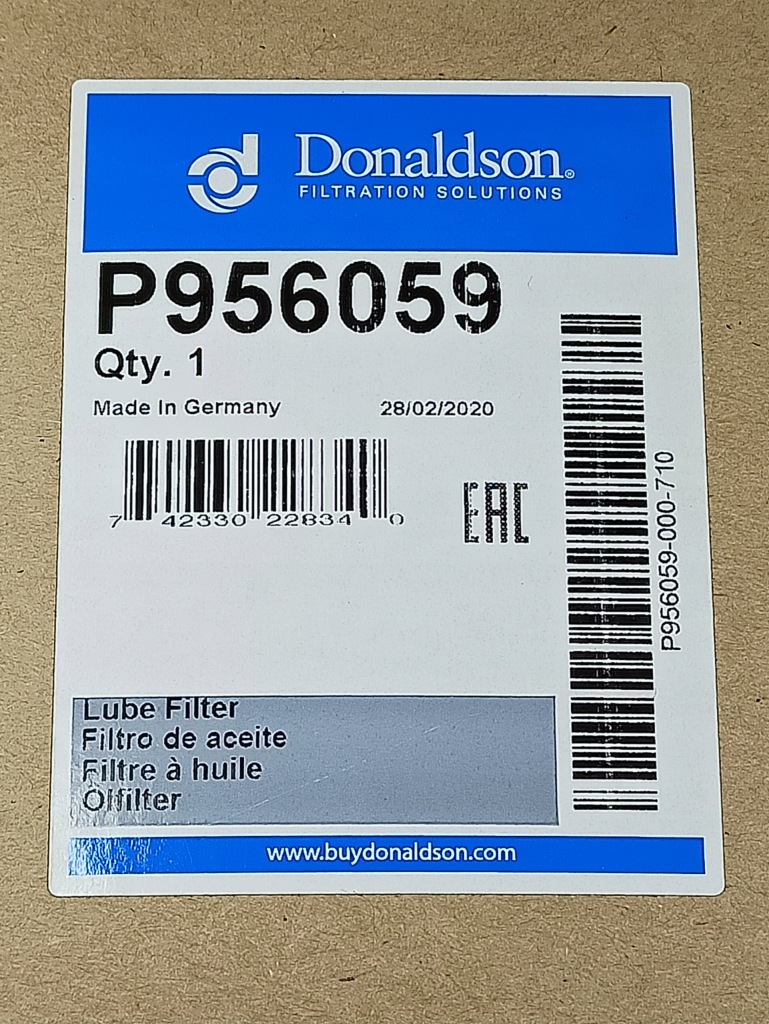 Donaldson®
FILTRATION SOLUTIONS
P956059
Qty. 1
Made In Germany 28/02/2020
7 42330 22834 0
EAC
P956059-000-710
Lube Filter
Filtro de aceite
Filtre à huile
Ölfilter
www.buydonaldson.com